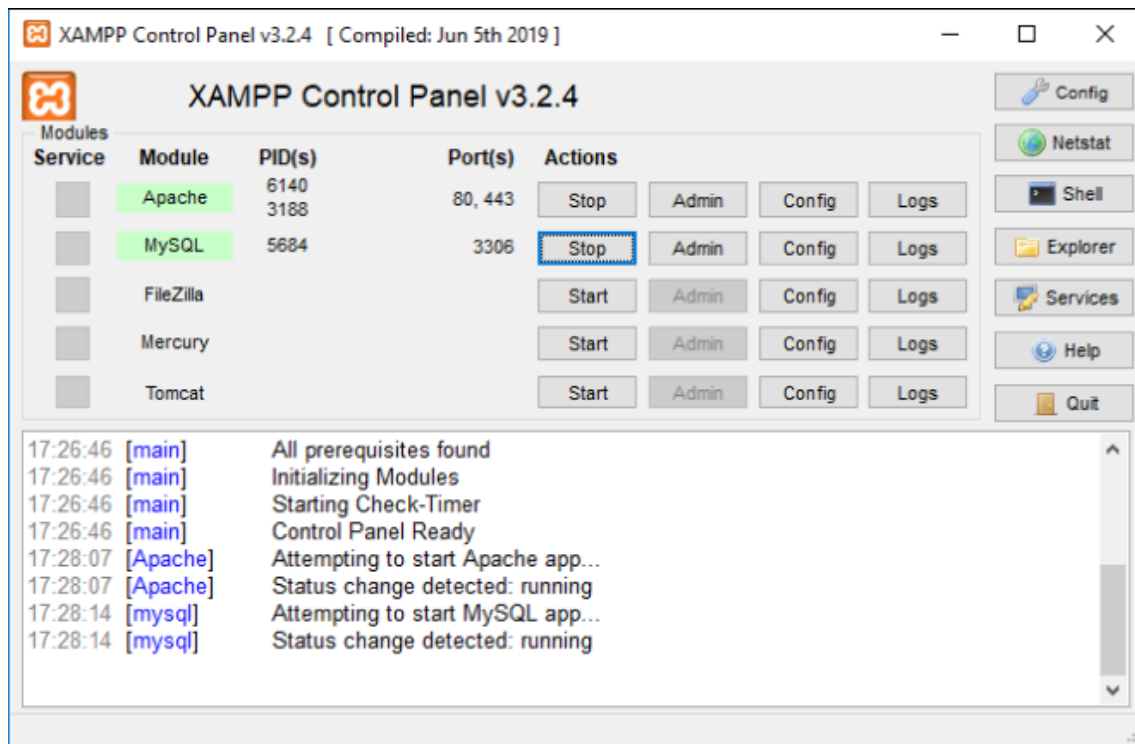 XAMPP Control Panel v3.2.4 [ Compiled: Jun 5th 2019 ]
XAMPP Control Panel v3.2.4
Config
Modules
Service Module PID(s) Port(s) Actions
Netstat
Apache 6140 3188 80, 443 Stop Admin Config Logs
Shell
MySQL 5684 3306 Stop Admin Config Logs
Explorer
FileZilla Start Admin Config Logs
Services
Mercury Start Admin Config Logs
Help
Tomcat Start Admin Config Logs
Quit
17:26:46 [main] All prerequisites found
17:26:46 [main] Initializing Modules
17:26:46 [main] Starting Check-Timer
17:26:46 [main] Control Panel Ready
17:28:07 [Apache] Attempting to start Apache app...
17:28:07 [Apache] Status change detected: running
17:28:14 [mysql] Attempting to start MySQL app...
17:28:14 [mysql] Status change detected: running